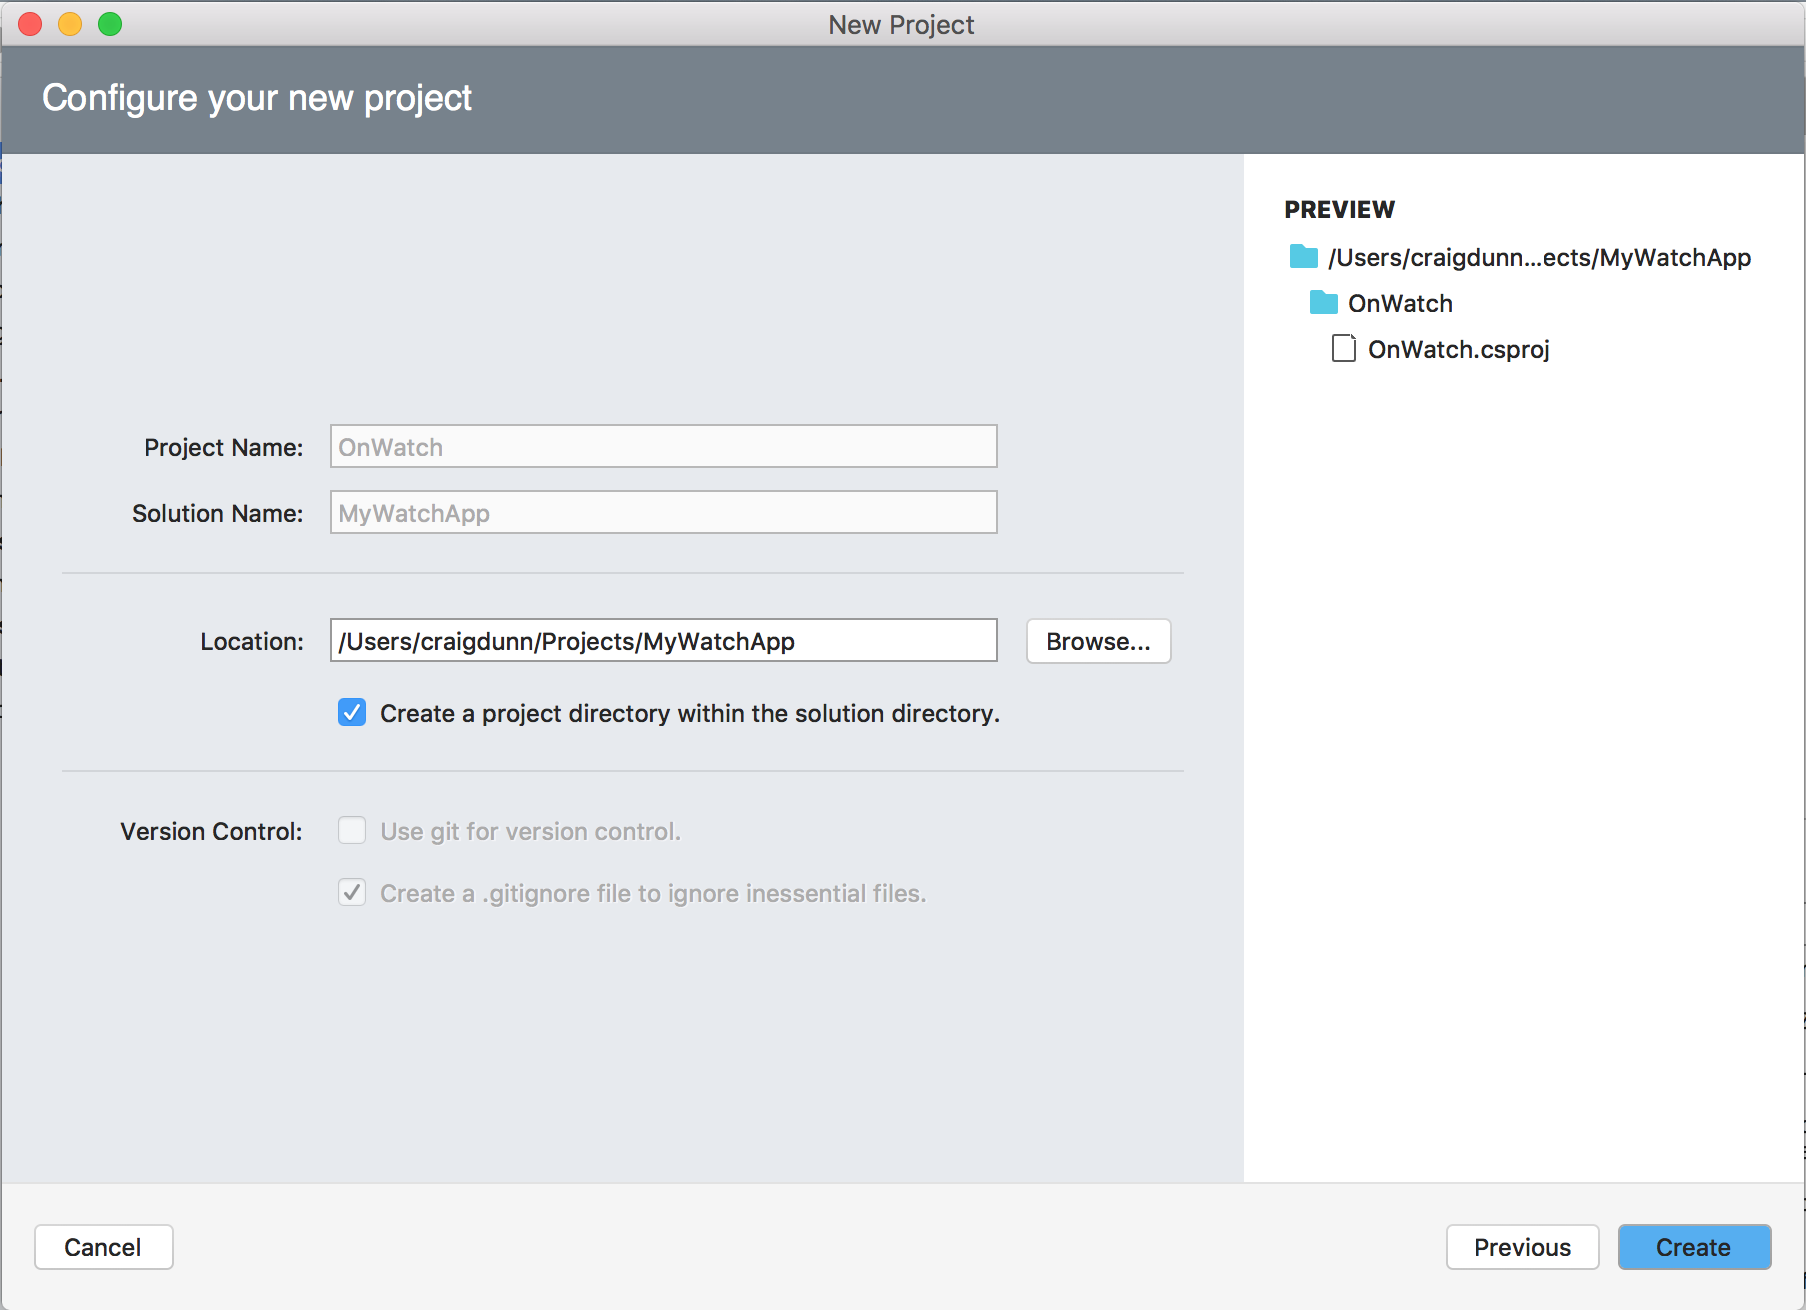 New Project
Configure your new project
PREVIEW
/Users/craigdunn...ects/MyWatchApp
OnWatch
OnWatch.csproj
Project Name: OnWatch
Solution Name: MyWatchApp
Location: /Users/craigdunn/Projects/MyWatchApp Browse...
Create a project directory within the solution directory.
Version Control: Use git for version control.
Create a .gitignore file to ignore inessential files.
Cancel Previous Create